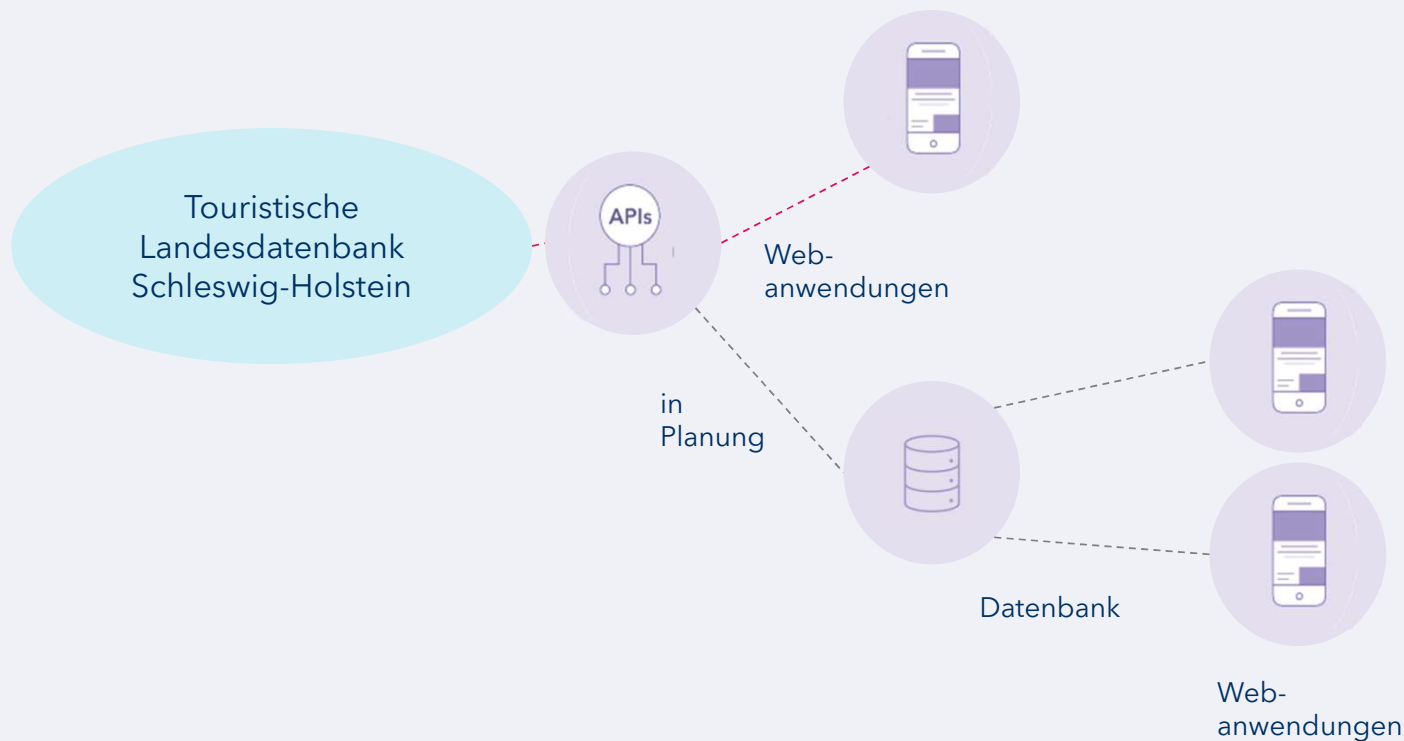 Touristische
Landesdatenbank
Schleswig-Holstein
APIs
Web-
anwendungen
in
Planung
Datenbank
Web-
anwendungen